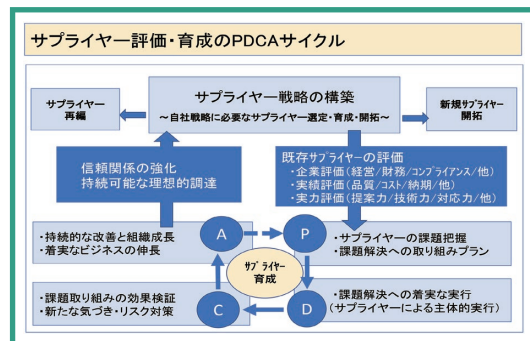 サプライヤー評価・育成のPDCAサイクル
サプライヤー
再編
サプライヤー戦略の構築
～自社戦略に必要なサプライヤー選定・育成・開拓～
新規ｻﾌﾟﾗｲﾔｰ
開拓
信頼関係の強化
持続可能な理想的調達
既存ｻﾌﾟﾗｲﾔｰの評価
・企業評価(経営/財務/ｺﾝﾌﾟﾗｲｱﾝｽ/他)
・実績評価(品質/ｺｽﾄ/納期/他)
・実力評価(提案力/技術力/対応力/他)
・持続的な改善と組織成長
・着実なビジネスの伸長
A
P
・サプライヤーの課題把握
・課題解決への取り組みプラン
ｻﾌﾟﾗｲﾔｰ
育成
・課題取り組みの効果検証
・新たな気づき・リスク対策
C
D
・課題解決への着実な実行
(サプライヤーによる主体的実行)